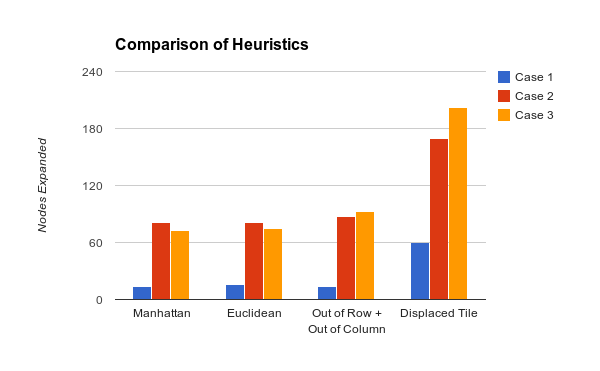 Comparison of Heuristics
240
180
120
60
0
Nodes Expanded
Manhattan
Euclidean
Out of Row +
Out of Column
Displaced Tile
Case 1
Case 2
Case 3